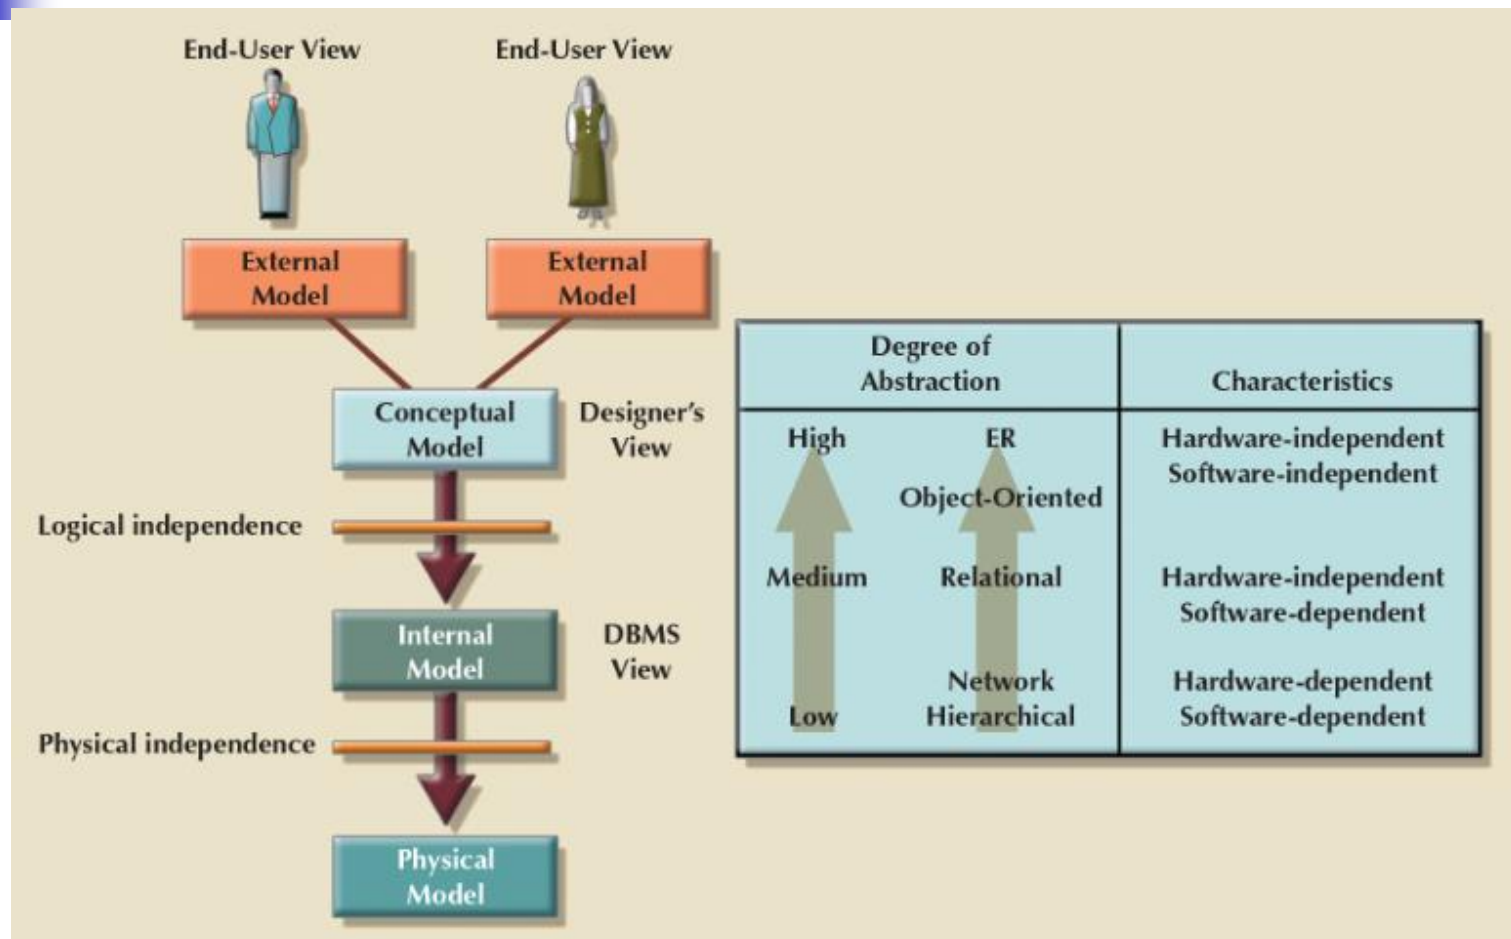 End-User View
End-User View
External
Model
External
Model
Conceptual
Model
Designer's
View
Logical independence
Internal
Model
DBMS
View
Physical independence
Physical
Model
Degree of
Abstraction
Characteristics
High
ER
Hardware-independent
Software-independent
Object-Oriented
Medium
Relational
Hardware-independent
Software-dependent
Network
Hardware-dependent
Low
Hierarchical
Software-dependent